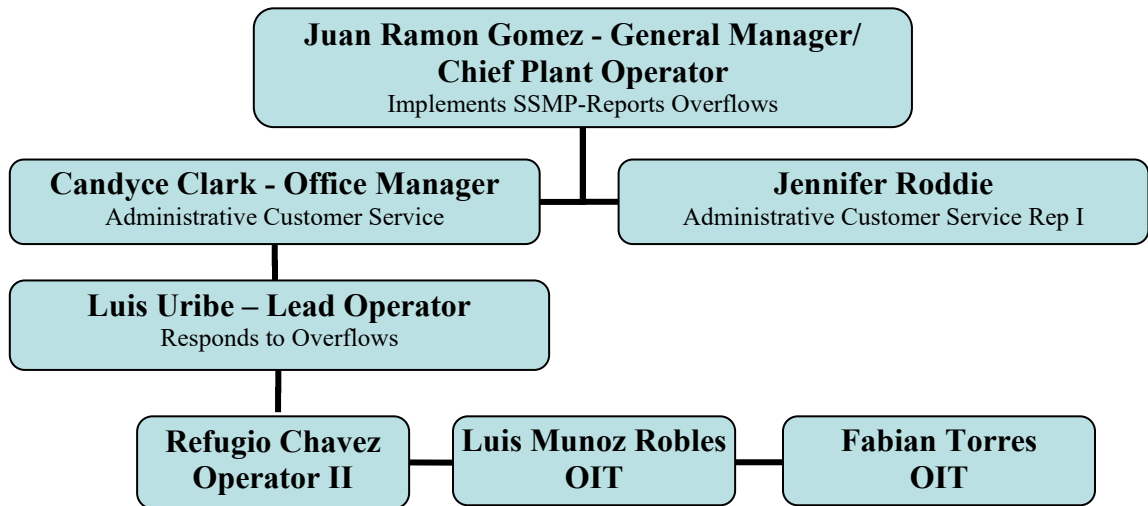 Juan Ramon Gomez - General Manager/
Chief Plant Operator
Implements SSMP-Reports Overflows
Candyce Clark - Office Manager
Administrative Customer Service
Jennifer Roddie
Administrative Customer Service Rep I
Luis Uribe – Lead Operator
Responds to Overflows
Refugio Chavez
Operator II
Luis Munoz Robles
OIT
Fabian Torres
OIT